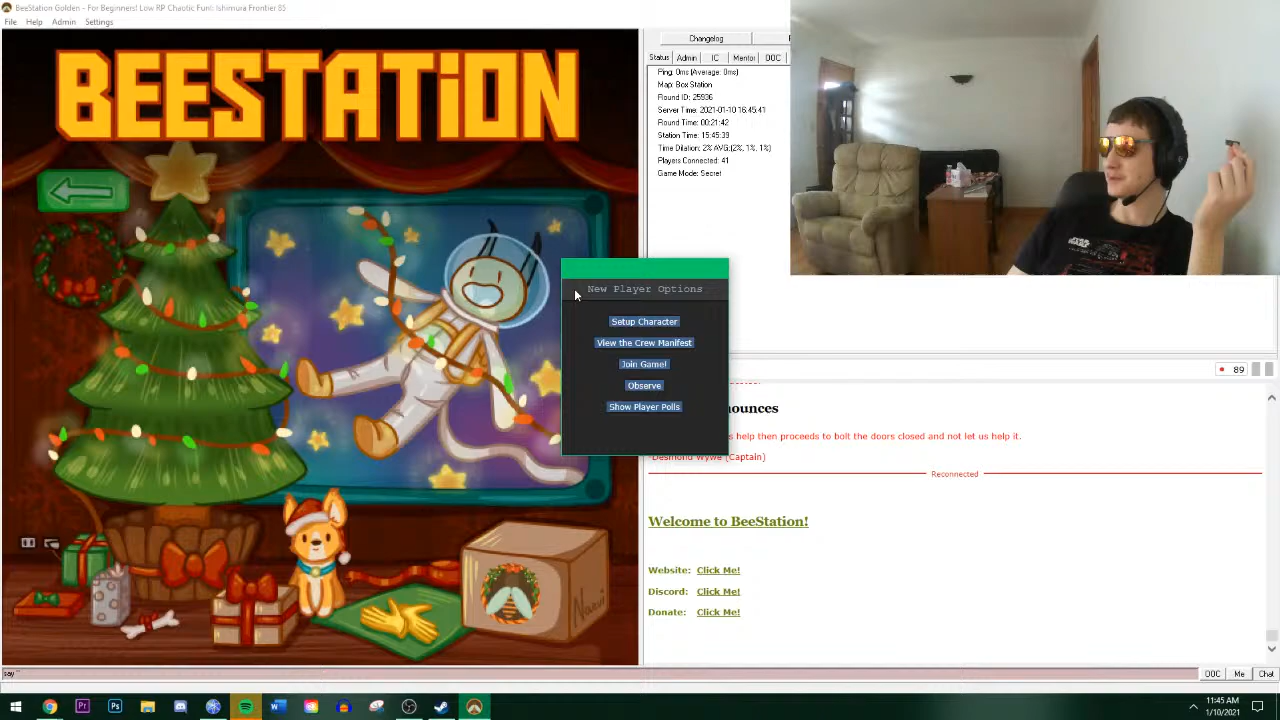 BeeStation Golden - For Beginners! Low RP Chaotic Fun!: Ishimura Frontier 85
File Help Admin Settings
BEESTATION
Changelog
Status Admin IC Mentor OOC
Ping: 0ms (Average: 0ms)
Map: Box Station
Round ID: 25936
Server Time: 2021-01-10 16:45:41
Round Time: 00:21:42
Station Time: 15:45:39
Time Dilation: 2% AVG:(2%, 1%, 1%)
Players Connected: 41
Game Mode: Secret
New Player Options
Setup Character
View the Crew Manifest
Join Game!
Observe
Show Player Polls
89
nounces
s help then proceeds to bolt the doors closed and not let us help it.
-Desmond Wywe (Captain)
Reconnected
Welcome to BeeStation!
Website: Click Me!
Discord: Click Me!
Donate: Click Me!
STAR WARS
say "
OOC Me Chat
11:45 AM
1/10/2021